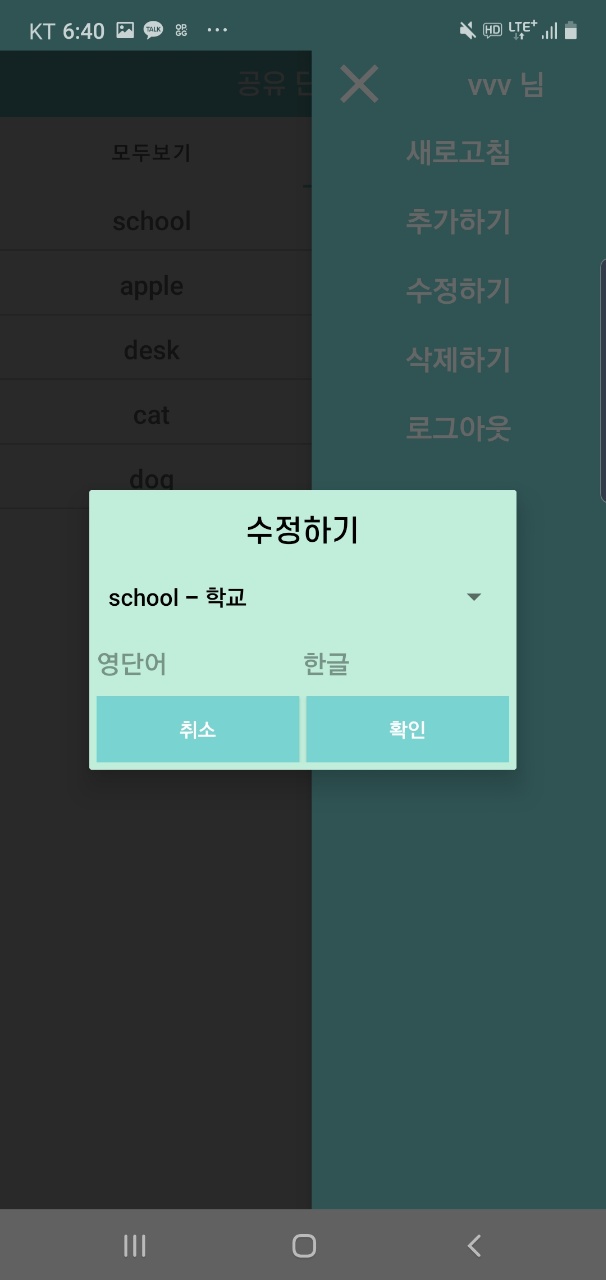 KT 6:40 TALK OP.GG ... HD LTE+
공유 단
vvv 님
모두보기
새로고침
school
추가하기
apple
수정하기
desk
삭제하기
cat
로그아웃
dog
수정하기
school - 학교
영단어 한글
취소 확인